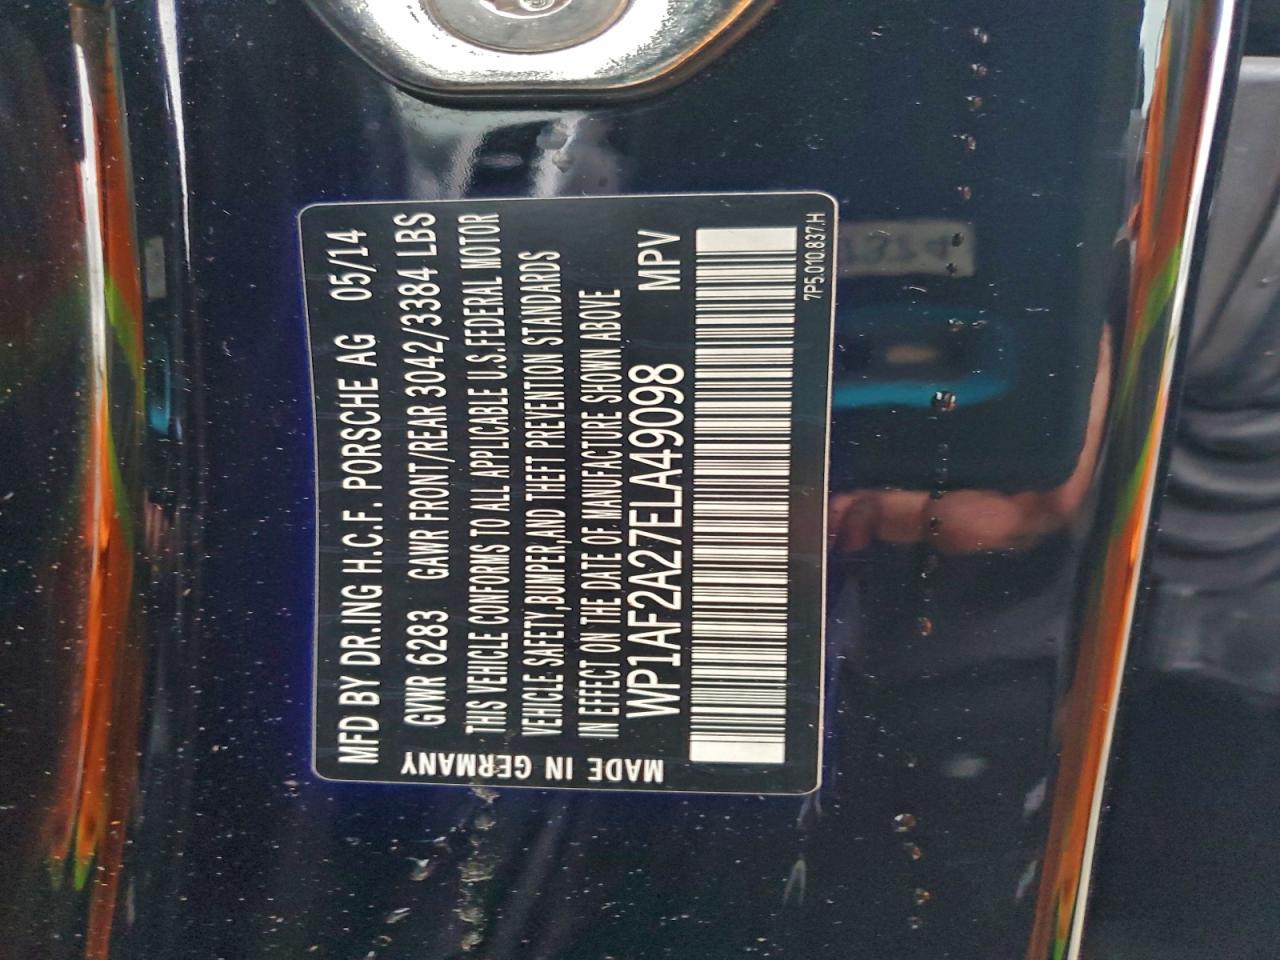 MFD BY DR.ING H.C.F. PORSCHE AG 05/14
GVWR 6283 GAWR FRONT/REAR 3042/3384 LBS
THIS VEHICLE CONFORMS TO ALL APPLICABLE U.S.FEDERAL MOTOR
VEHICLE SAFETY,BUMPER,AND THEFT PREVENTION STANDARDS
IN EFFECT ON THE DATE OF MANUFACTURE SHOWN ABOVE
WP1AF2A27ELA49098 MPV
MADE IN GERMANY
7P5.010.837.H